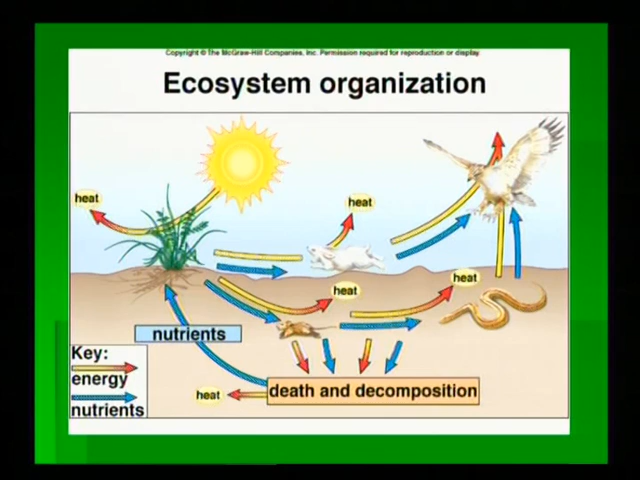 Copyright © The McGraw-Hill Companies, Inc. Permission required for reproduction or display.
Ecosystem organization
heat
heat
heat
heat
nutrients
Key:
energy
nutrients
heat
death and decomposition